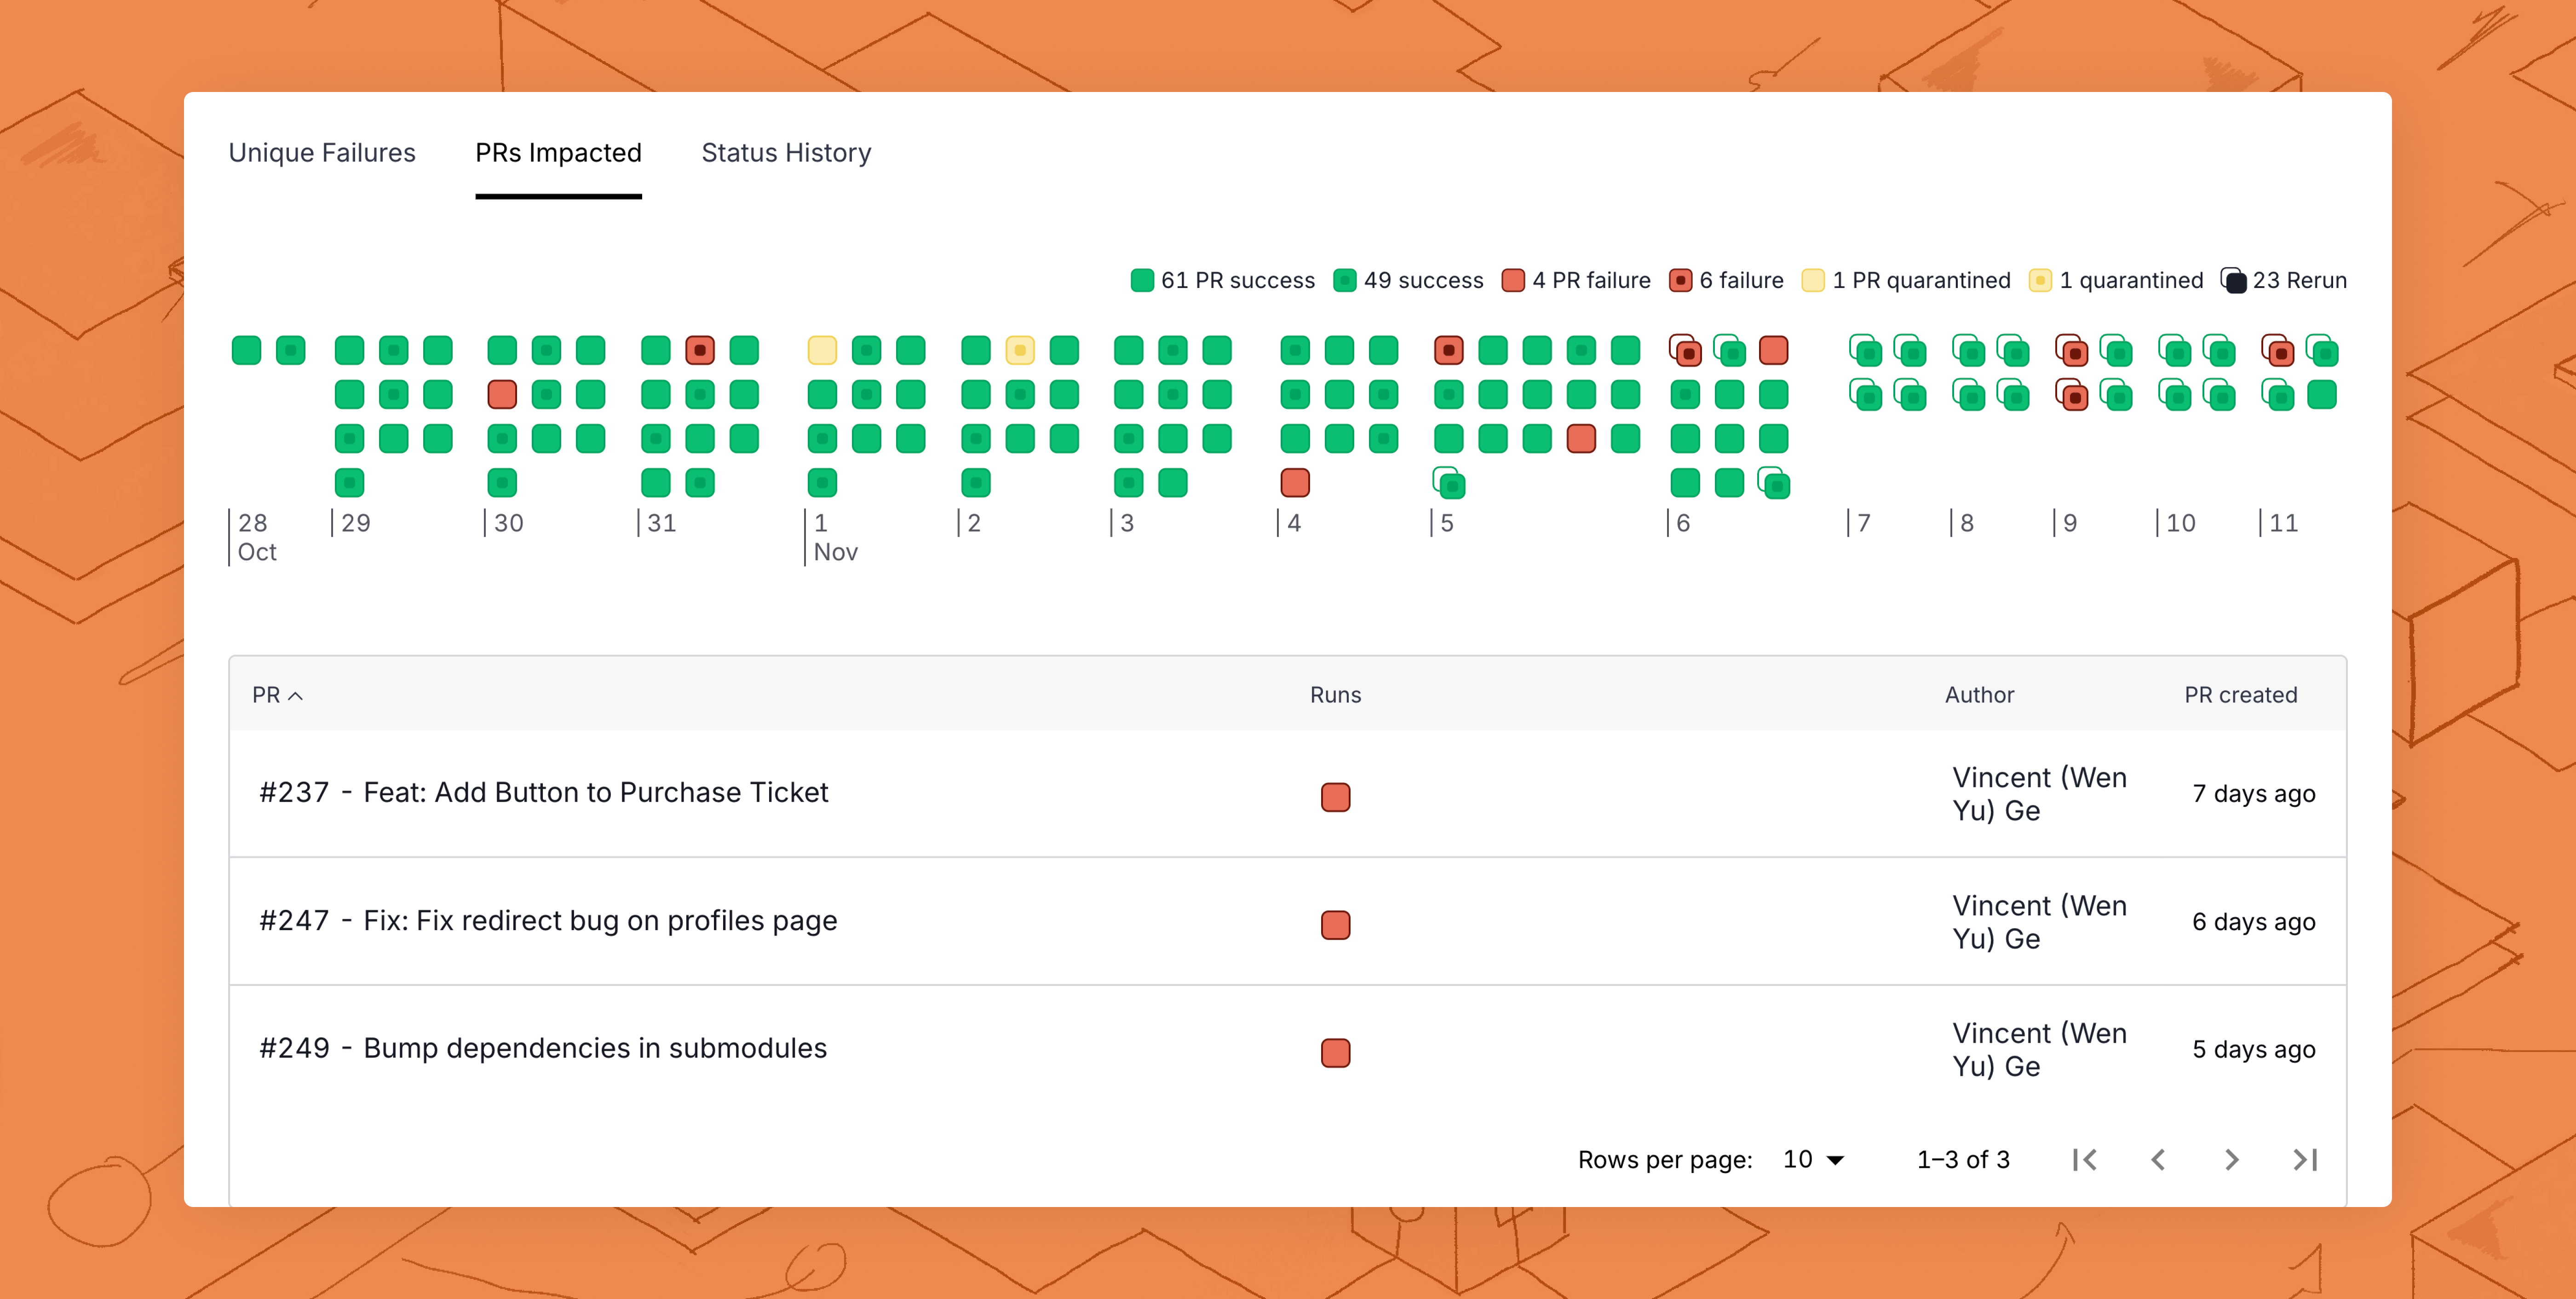 Unique Failures PRs Impacted Status History
61 PR success 49 success 4 PR failure 6 failure 1 PR quarantined 1 quarantined 23 Rerun
28 29 30 31 1 2 3 4 5 6 7 8 9 10 11
Oct Nov
PR Runs Author PR created
#237 - Feat: Add Button to Purchase Ticket Vincent (Wen Yu) Ge 7 days ago
#247 - Fix: Fix redirect bug on profiles page Vincent (Wen Yu) Ge 6 days ago
#249 - Bump dependencies in submodules Vincent (Wen Yu) Ge 5 days ago
Rows per page: 10 1–3 of 3